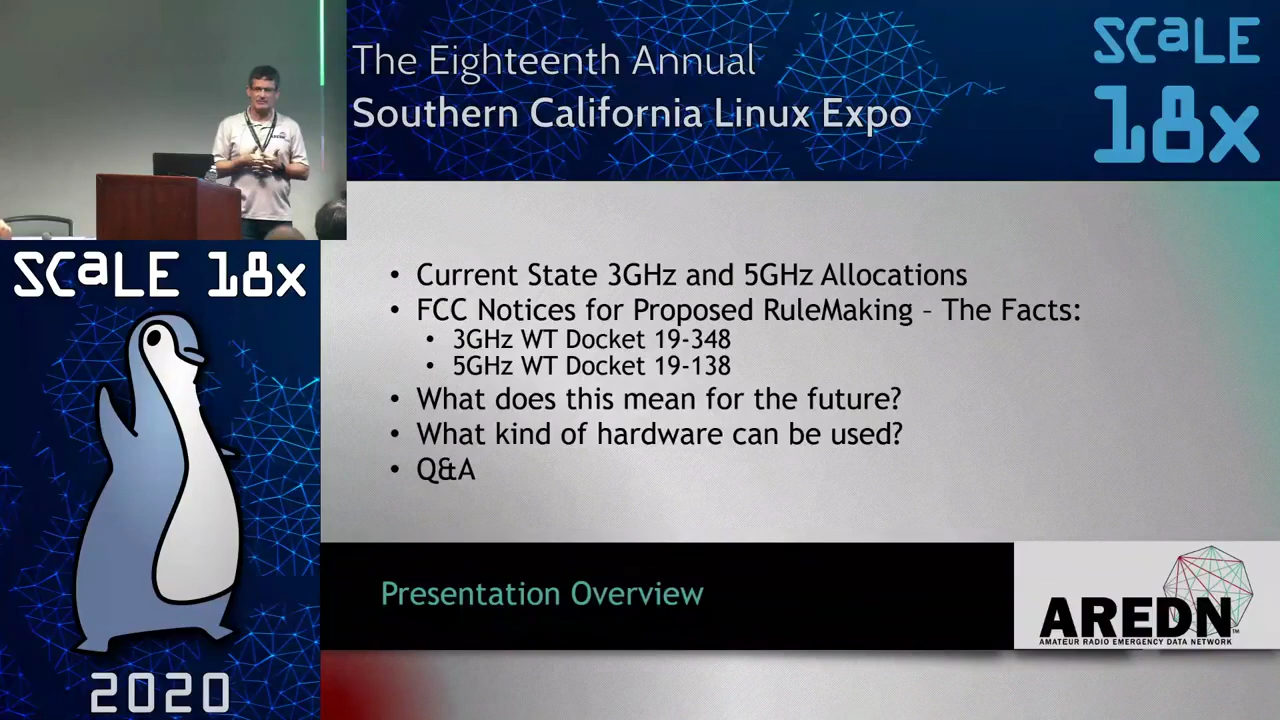 The Eighteenth Annual
Southern California Linux Expo
SCaLE
18x
SCaLE 18x
• Current State 3GHz and 5GHz Allocations
• FCC Notices for Proposed RuleMaking – The Facts:
• 3GHz WT Docket 19-348
• 5GHz WT Docket 19-138
• What does this mean for the future?
• What kind of hardware can be used?
• Q&A
Presentation Overview
AREDN™
AMATEUR RADIO EMERGENCY DATA NETWORK
2020